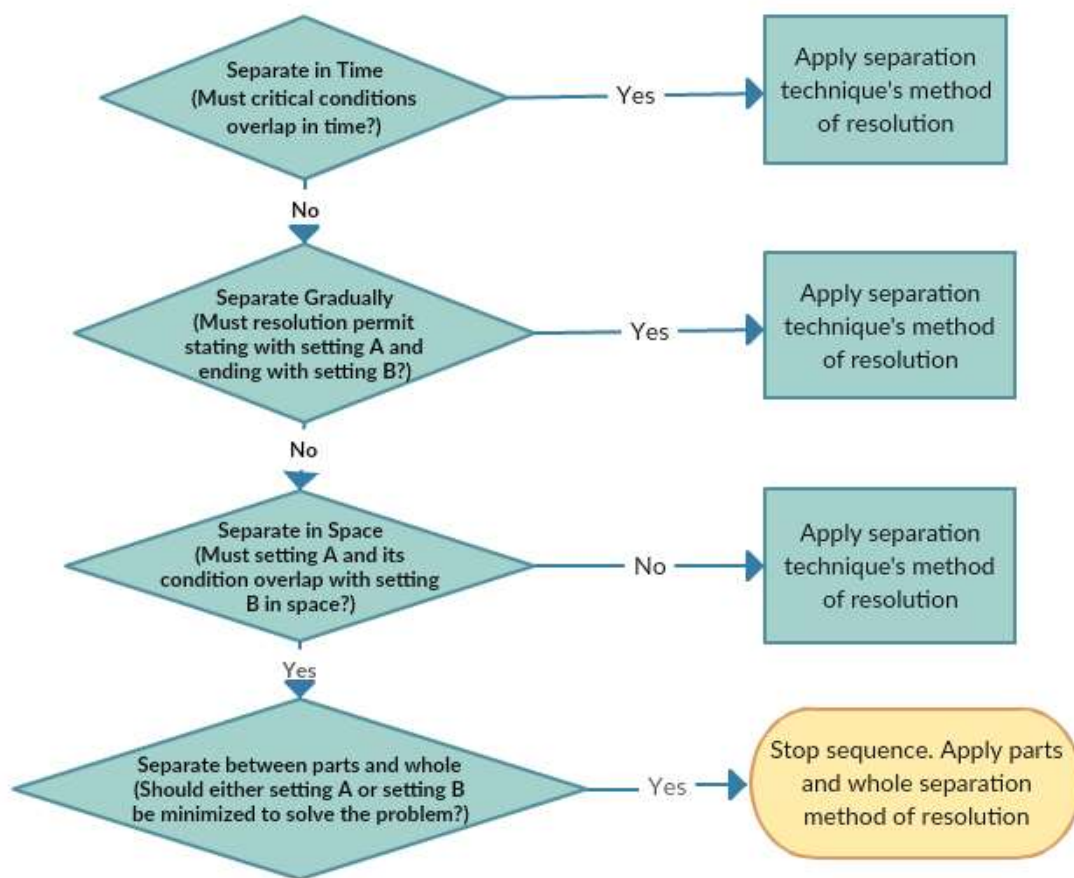 Separate in Time
(Must critical conditions
overlap in time?)
Yes
Apply separation
technique's method
of resolution
No
Separate Gradually
(Must resolution permit
stating with setting A and
ending with setting B?)
Yes
Apply separation
technique's method
of resolution
No
Separate in Space
(Must setting A and its
condition overlap with setting
B in space?)
No
Apply separation
technique's method
of resolution
Yes
Separate between parts and whole
(Should either setting A or setting B
be minimized to solve the problem?)
Yes
Stop sequence. Apply parts
and whole separation
method of resolution